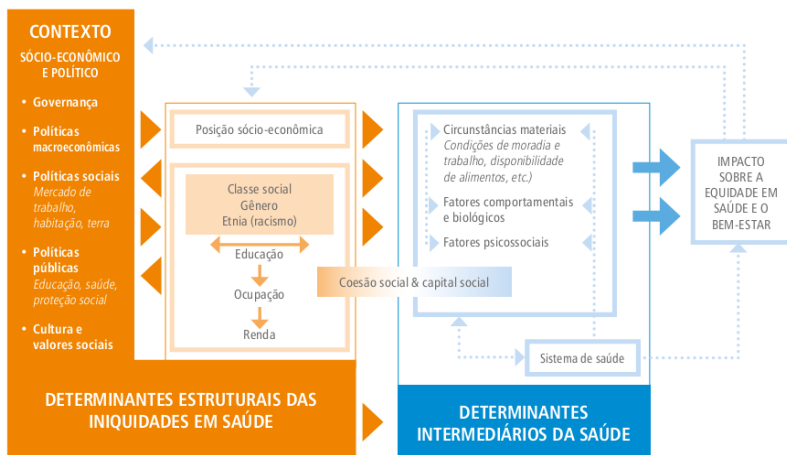 CONTEXTO
SÓCIO-ECONÔMICO
E POLÍTICO
• Governança
• Políticas
macroeconômicas
• Políticas sociais
Mercado de
trabalho,
habitação, terra
• Políticas
públicas
Educação, saúde,
proteção social
• Cultura e
valores sociais
Posição sócio-econômica
Classe social
Gênero
Etnia (racismo)
Educação
Ocupação
Renda
DETERMINANTES ESTRUTURAIS DAS
INIQUIDADES EM SAÚDE
Coesão social & capital social
Circunstâncias materiais
(Condições de moradia e
trabalho, disponibilidade
de alimentos, etc.)
Fatores comportamentais
e biológicos
Fatores psicossociais
Sistema de saúde
DETERMINANTES
INTERMEDIÁRIOS DA SAÚDE
IMPACTO
SOBRE A
EQUIDADE EM
SAÚDE E O
BEM-ESTAR